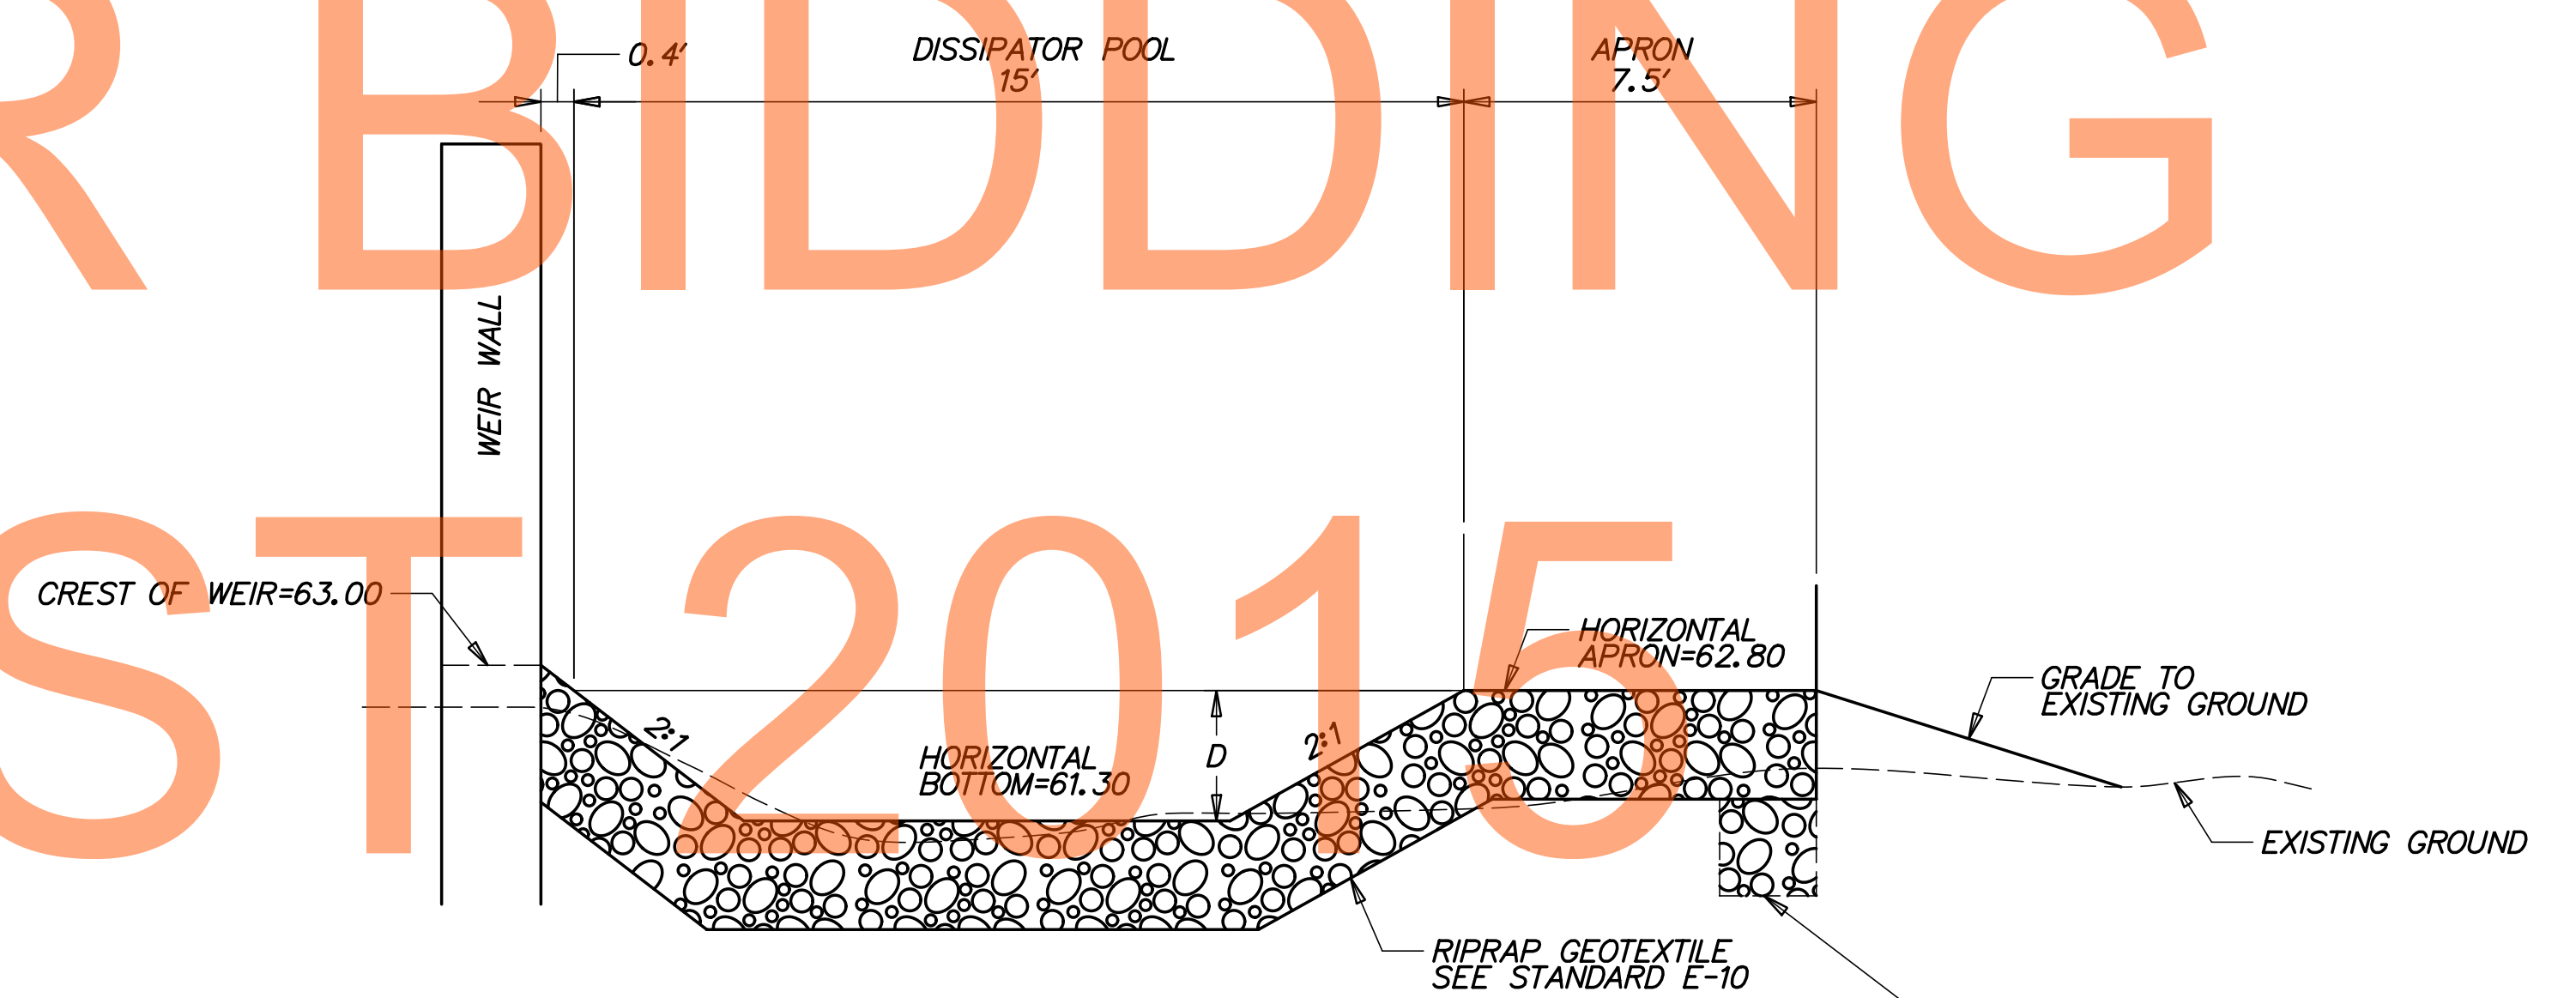 R BIDDING
0.4'
DISSIPATOR POOL
15'
APRON
7.5'
WEIR WALL
ST 2015
CREST OF WEIR=63.00
HORIZONTAL
APRON=62.80
GRADE TO
EXISTING GROUND
2:1
HORIZONTAL
BOTTOM=61.30
D
2:1
EXISTING GROUND
RIPRAP GEOTEXTILE
SEE STANDARD E-10